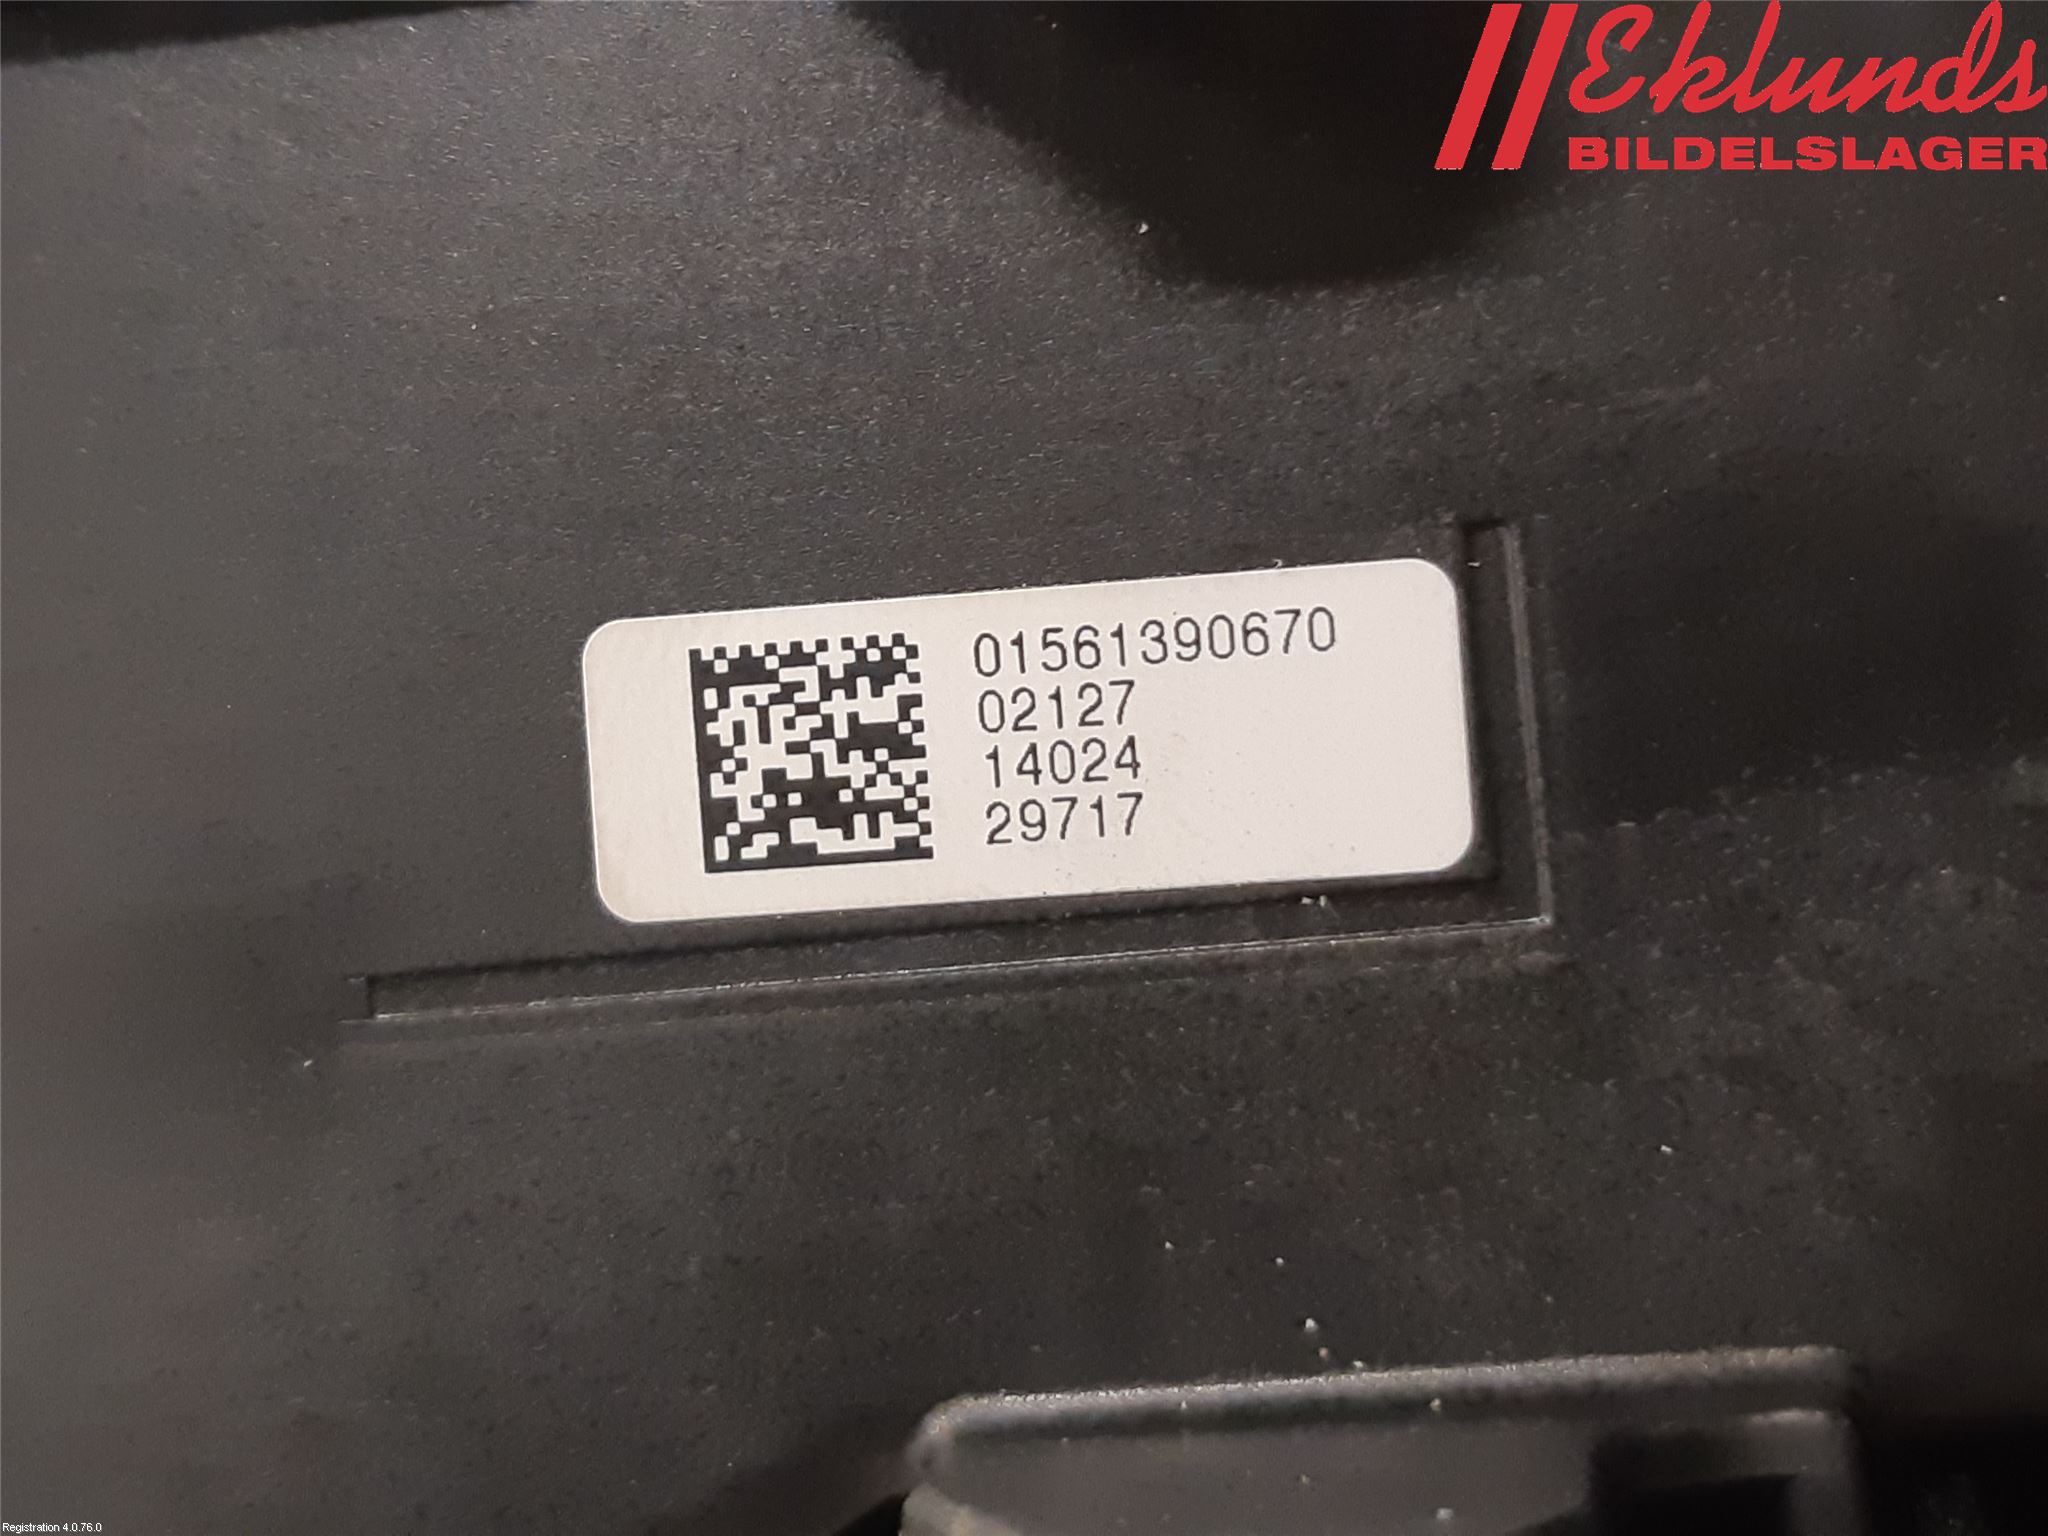 Eklunds
BILDELSLAGER
01561390670
02127
14024
29717
Registration 4.0.76.0